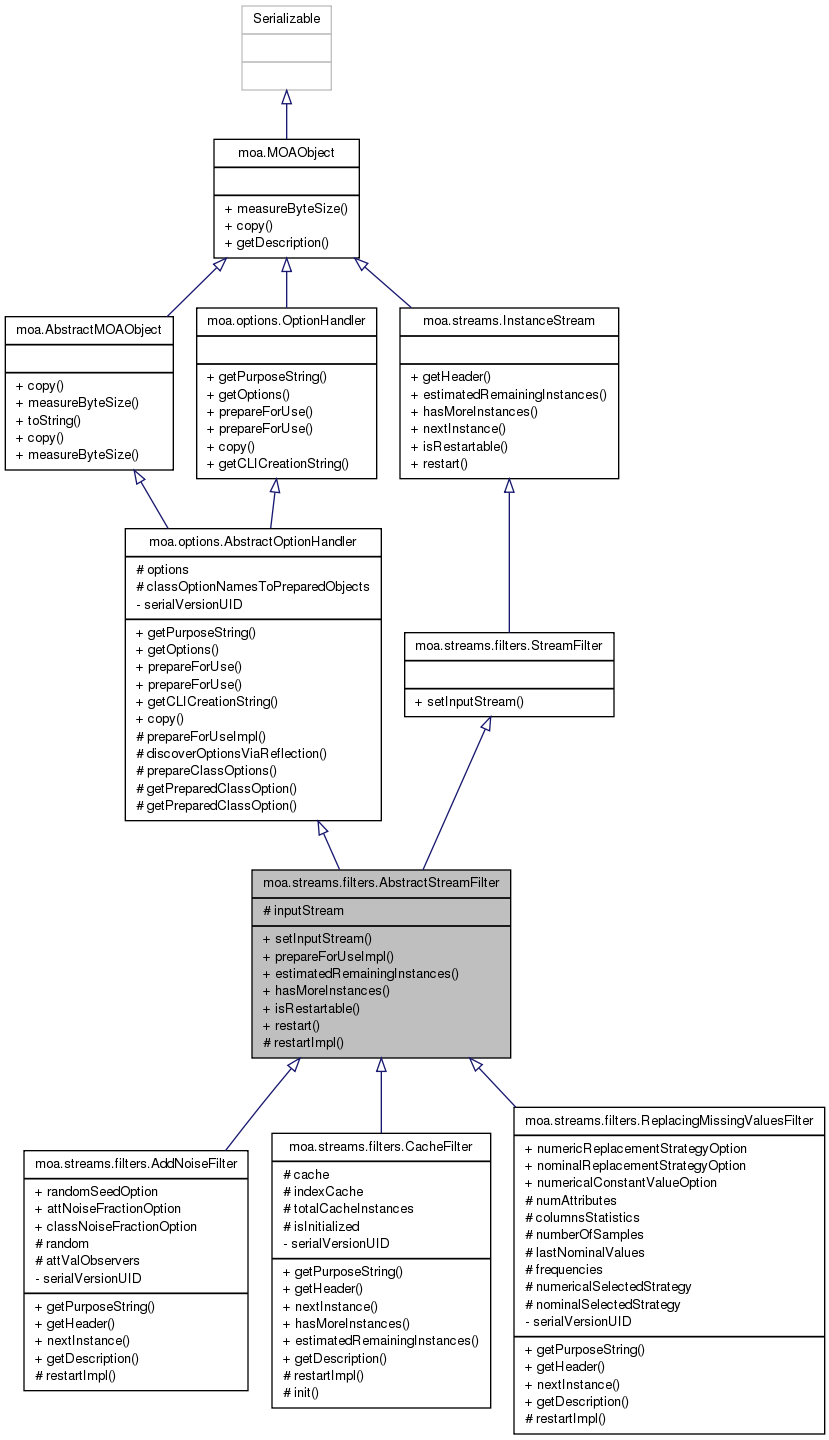 Serializable
moa.MOAObject
+ measureByteSize()
+ copy()
+ getDescription()
moa.AbstractMOAObject
+ copy()
+ measureByteSize()
+ toString()
+ copy()
+ measureByteSize()
moa.options.OptionHandler
+ getPurposeString()
+ getOptions()
+ prepareForUse()
+ prepareForUse()
+ copy()
+ getCLICreationString()
moa.streams.InstanceStream
+ getHeader()
+ estimatedRemainingInstances()
+ hasMoreInstances()
+ nextInstance()
+ isRestartable()
+ restart()
moa.options.AbstractOptionHandler
# options
# classOptionNamesToPreparedObjects
- serialVersionUID
+ getPurposeString()
+ getOptions()
+ prepareForUse()
+ prepareForUse()
+ getCLICreationString()
+ copy()
# prepareForUseImpl()
# discoverOptionsViaReflection()
# prepareClassOptions()
# getPreparedClassOption()
# getPreparedClassOption()
moa.streams.filters.StreamFilter
+ setInputStream()
moa.streams.filters.AbstractStreamFilter
# inputStream
+ setInputStream()
+ prepareForUseImpl()
+ estimatedRemainingInstances()
+ hasMoreInstances()
+ isRestartable()
+ restart()
# restartImpl()
moa.streams.filters.AddNoiseFilter
+ randomSeedOption
+ attNoiseFractionOption
+ classNoiseFractionOption
# random
# attValObservers
- serialVersionUID
+ getPurposeString()
+ getHeader()
+ nextInstance()
+ getDescription()
# restartImpl()
moa.streams.filters.CacheFilter
# cache
# indexCache
# totalCacheInstances
# isInitialized
- serialVersionUID
+ getPurposeString()
+ getHeader()
+ nextInstance()
+ hasMoreInstances()
+ estimatedRemainingInstances()
+ getDescription()
# restartImpl()
# init()
moa.streams.filters.ReplacingMissingValuesFilter
+ numericReplacementStrategyOption
+ nominalReplacementStrategyOption
+ numericalConstantValueOption
# numAttributes
# columnsStatistics
# numberOfSamples
# lastNominalValues
# frequencies
# numericalSelectedStrategy
# nominalSelectedStrategy
- serialVersionUID
+ getPurposeString()
+ getHeader()
+ nextInstance()
+ getDescription()
# restartImpl()